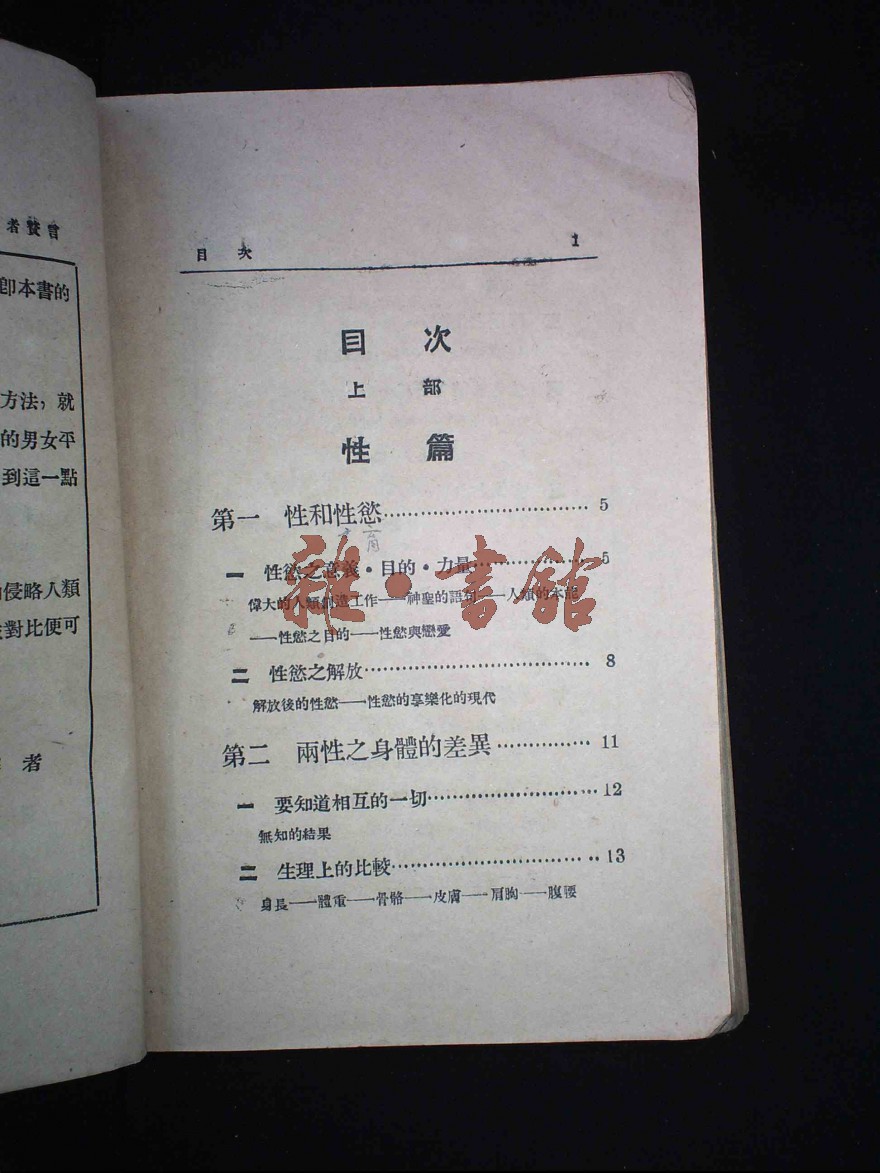 者贅言
卽本書的
方法，就
的男女平
到這一點
侵略人類
對比便可
者
目 次 1
目 次
上 部
性 篇
第一 性和性慾……………………………… 5
一 性慾之意義・目的・力量………………5
偉大的人類創造工作——神聖的語句——人類的本能
——性慾之目的——性慾與戀愛
二 性慾之解放……………………………… 8
解放後的性慾——性慾的享樂化的現代
第二 兩性之身體的差異……………11
一 要知道相互的一切………………………12
無知的結果
二 生理上的比較……………………………13
身長——體重——骨骼——皮膚——肩胸——腹腰
雜・書館